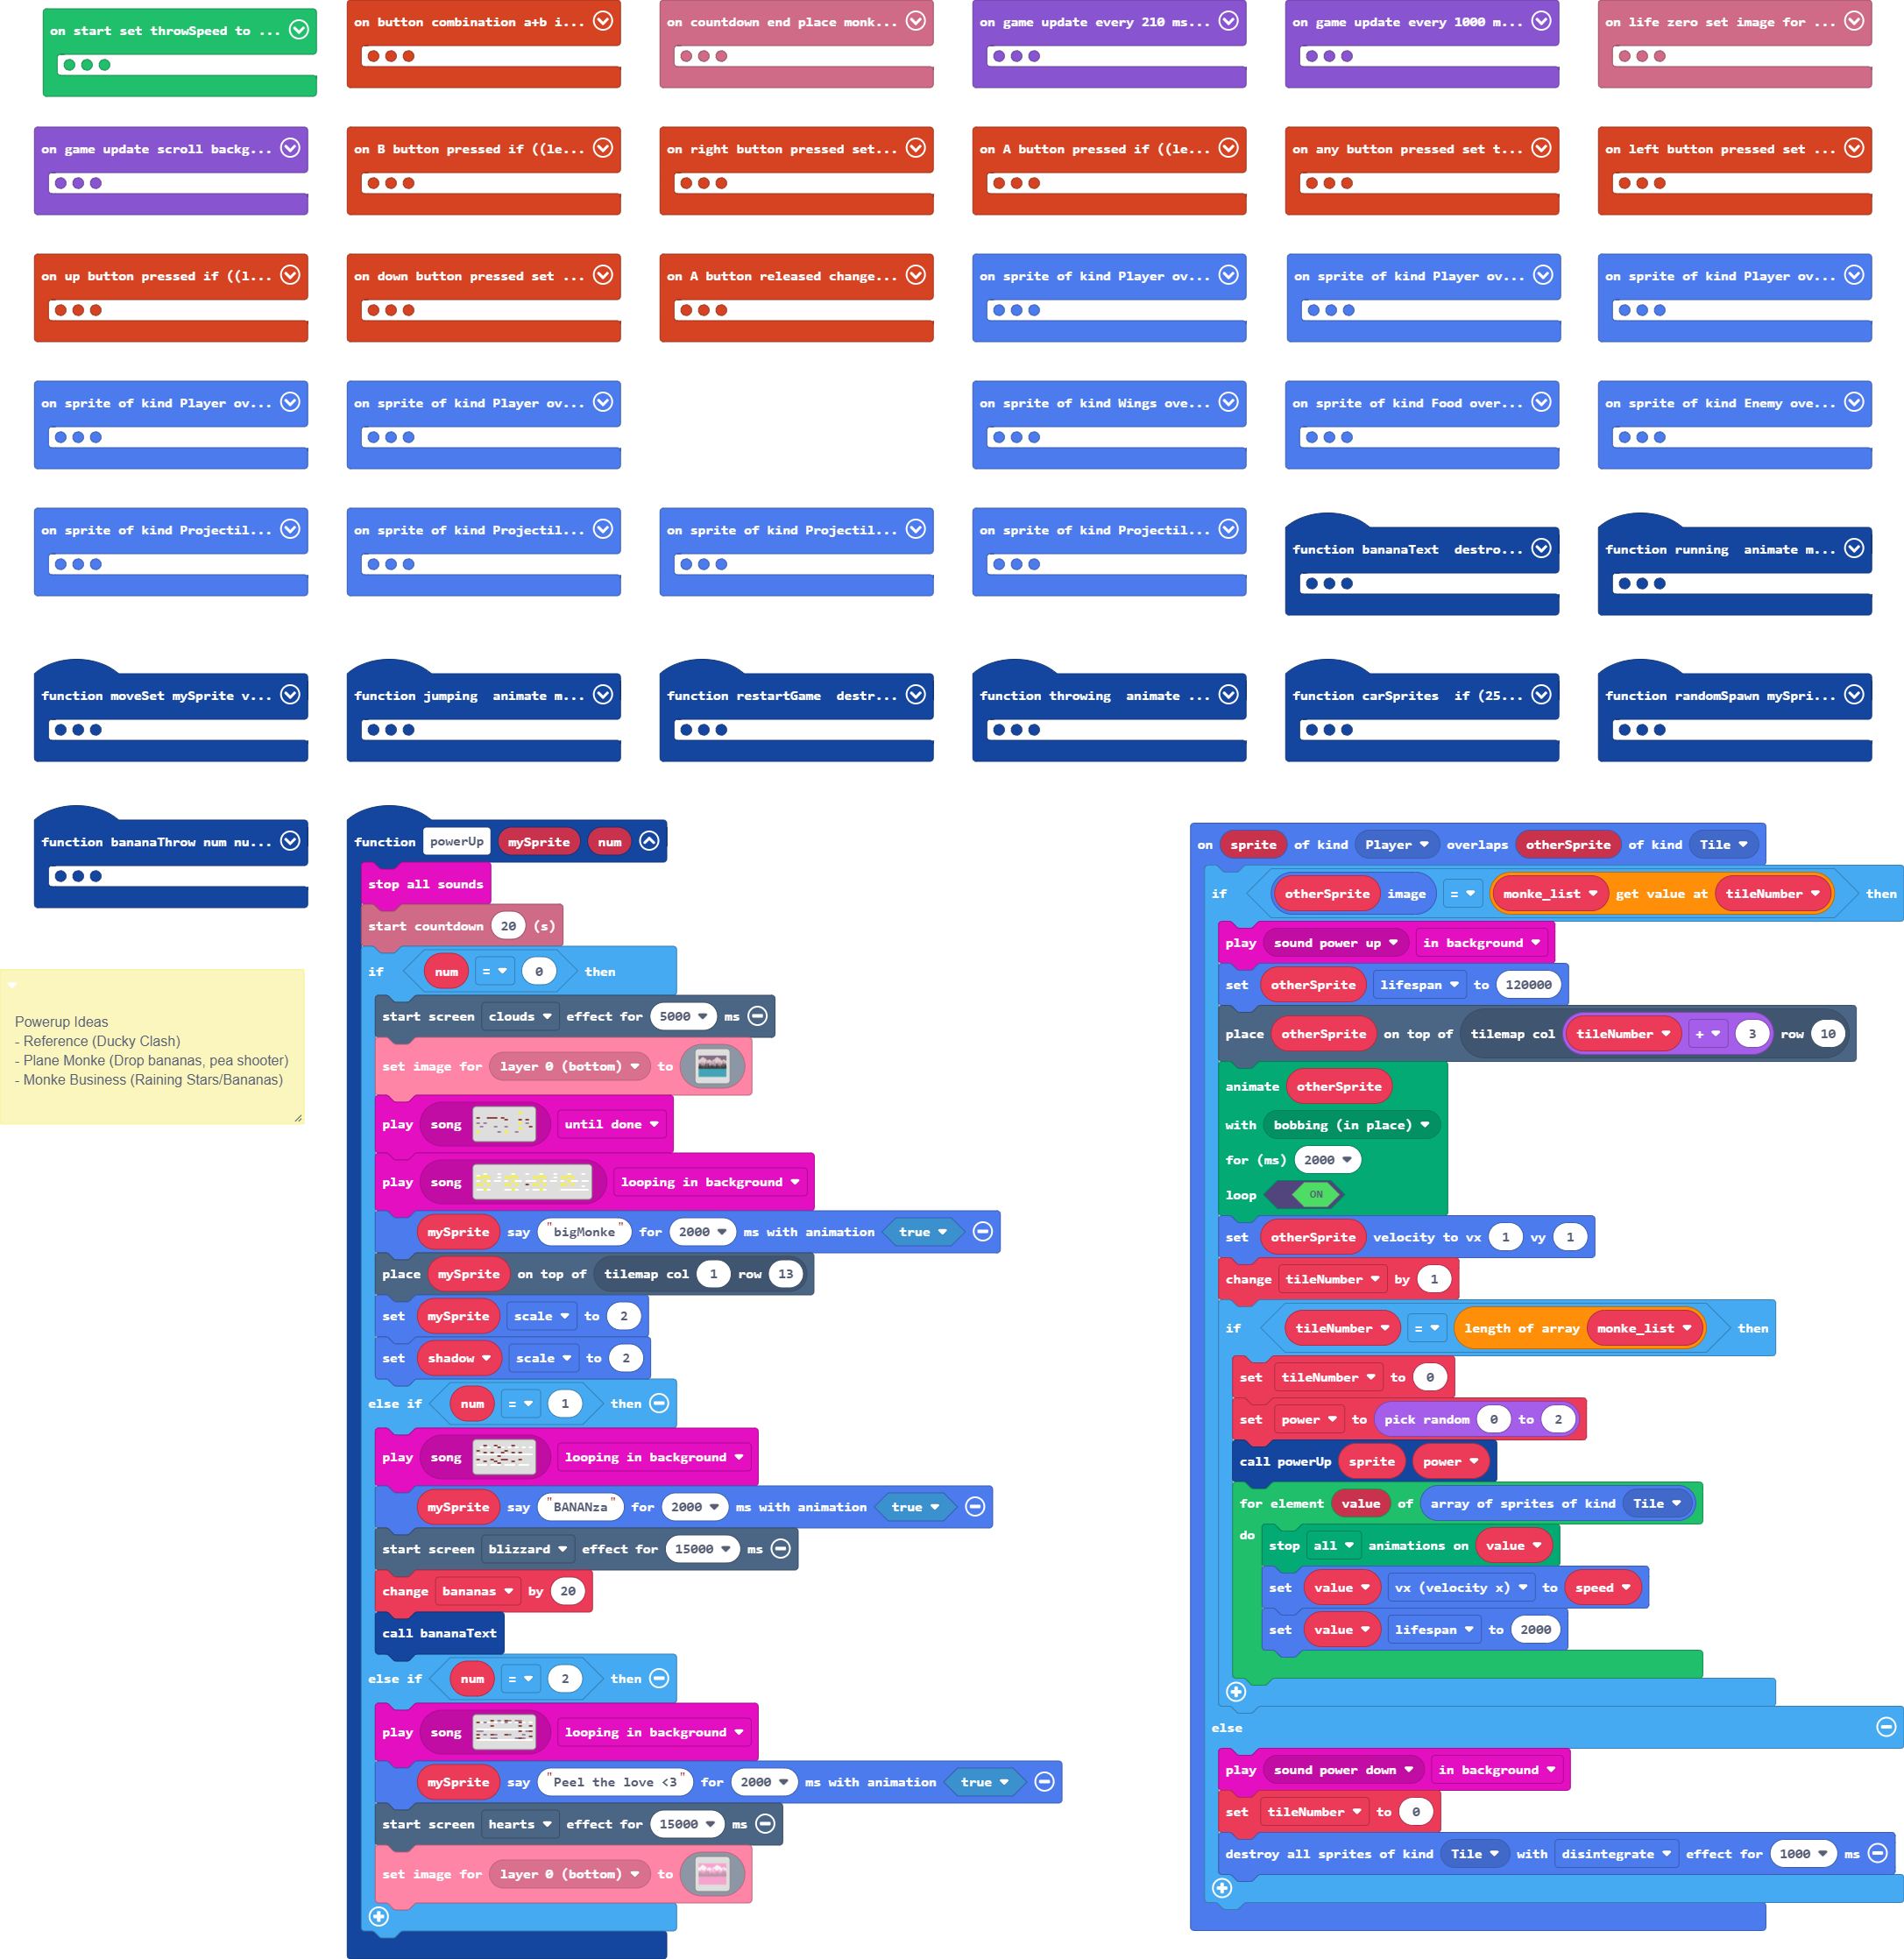 on start set throwSpeed to ...
on button combination a+b i...
on countdown end place monk...
on game update every 210 ms...
on game update every 1000 m...
on life zero set image for ...
on game update scroll backg...
on B button pressed if ((le...
on right button pressed set...
on A button pressed if ((le...
on any button pressed set t...
on left button pressed set ...
on up button pressed if ((l...
on down button pressed set ...
on A button released change...
on sprite of kind Player ov...
on sprite of kind Player ov...
on sprite of kind Player ov...
on sprite of kind Player ov...
on sprite of kind Player ov...
on sprite of kind Wings ove...
on sprite of kind Food over...
on sprite of kind Enemy ove...
on sprite of kind Projectil...
on sprite of kind Projectil...
on sprite of kind Projectil...
on sprite of kind Projectil...
function bananaText destro...
function running animate m...
function moveSet mySprite v...
function jumping animate m...
function restartGame destr...
function throwing animate ...
function carSprites if (25...
function randomSpawn mySpri...
function bananaThrow num nu...
Powerup Ideas
- Reference (Ducky Clash)
- Plane Monke (Drop bananas, pea shooter)
- Monke Business (Raining Stars/Bananas)
function powerUp mySprite num
stop all sounds
start countdown 20 (s)
if num = 0 then
start screen clouds effect for 5000 ms
set image for layer 0 (bottom) to
play song until done
play song looping in background
mySprite say "bigMonke" for 2000 ms with animation true
place mySprite on top of tilemap col 1 row 13
set mySprite scale to 2
set shadow scale to 2
else if num = 1 then
play song looping in background
mySprite say "BANANza" for 2000 ms with animation true
start screen blizzard effect for 15000 ms
change bananas by 20
call bananaText
else if num = 2 then
play song looping in background
mySprite say "Peel the love <3" for 2000 ms with animation true
start screen hearts effect for 15000 ms
set image for layer 0 (bottom) to
on sprite of kind Player overlaps otherSprite of kind Tile
if otherSprite image = monke_list get value at tileNumber then
play sound power up in background
set otherSprite lifespan to 120000
place otherSprite on top of tilemap col tileNumber + 3 row 10
animate otherSprite
with bobbing (in place)
for (ms) 2000
loop ON
set otherSprite velocity to vx 1 vy 1
change tileNumber by 1
if tileNumber = length of array monke_list then
set tileNumber to 0
set power to pick random 0 to 2
call powerUp sprite power
for element value of array of sprites of kind Tile
do stop all animations on value
set value vx (velocity x) to speed
set value lifespan to 2000
else
play sound power down in background
set tileNumber to 0
destroy all sprites of kind Tile with disintegrate effect for 1000 ms